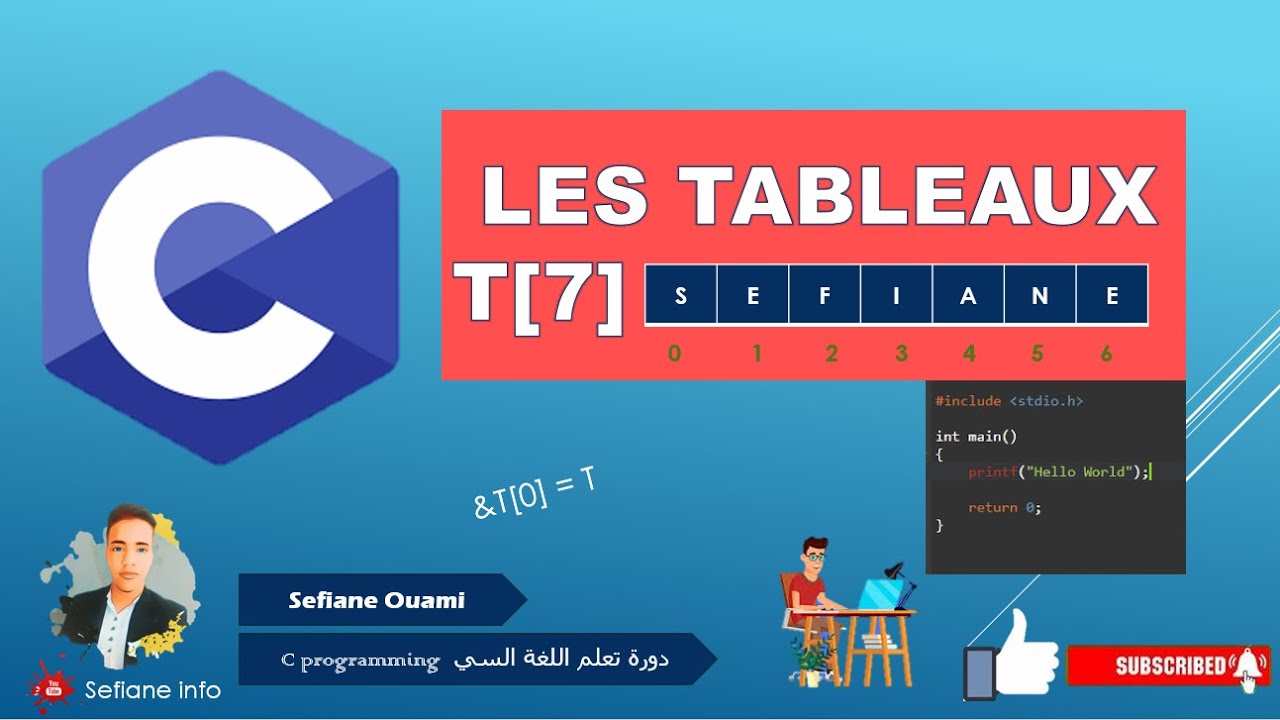 LES TABLEAUX
T[7] S E F I A N E
0 1 2 3 4 5 6
#include <stdio.h>
int main()
{
printf("Hello World");
return 0;
}
&T[0] = T
Sefiane Ouami
C programming دورة تعلم اللغة السي
You Tube
Sefiane info
SUBSCRIBED